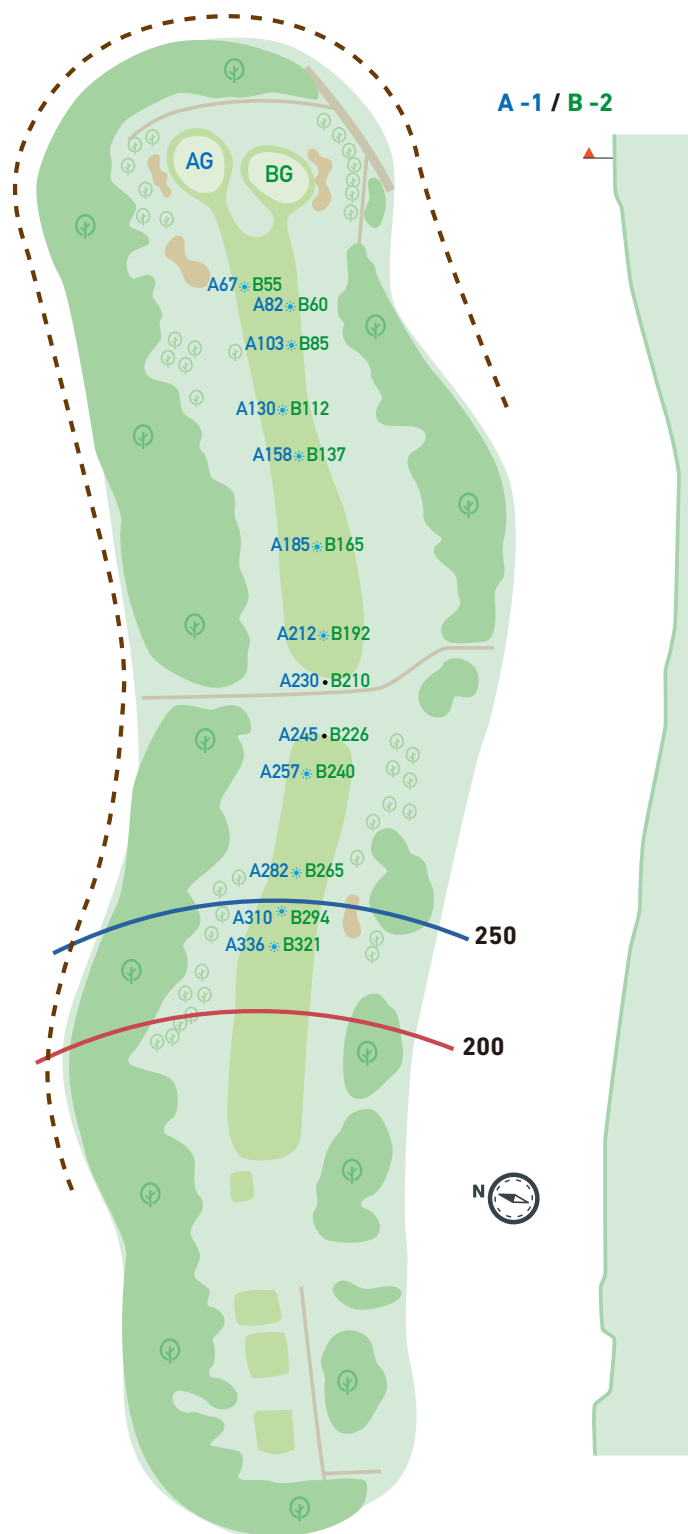 A -1 / B -2
AG
BG
A67 B55
A82 B60
A103 B85
A130 B112
A158 B137
A185 B165
A212 B192
A230 B210
A245 B226
A257 B240
A282 B265
A310 B294
250
A336 B321
200
N